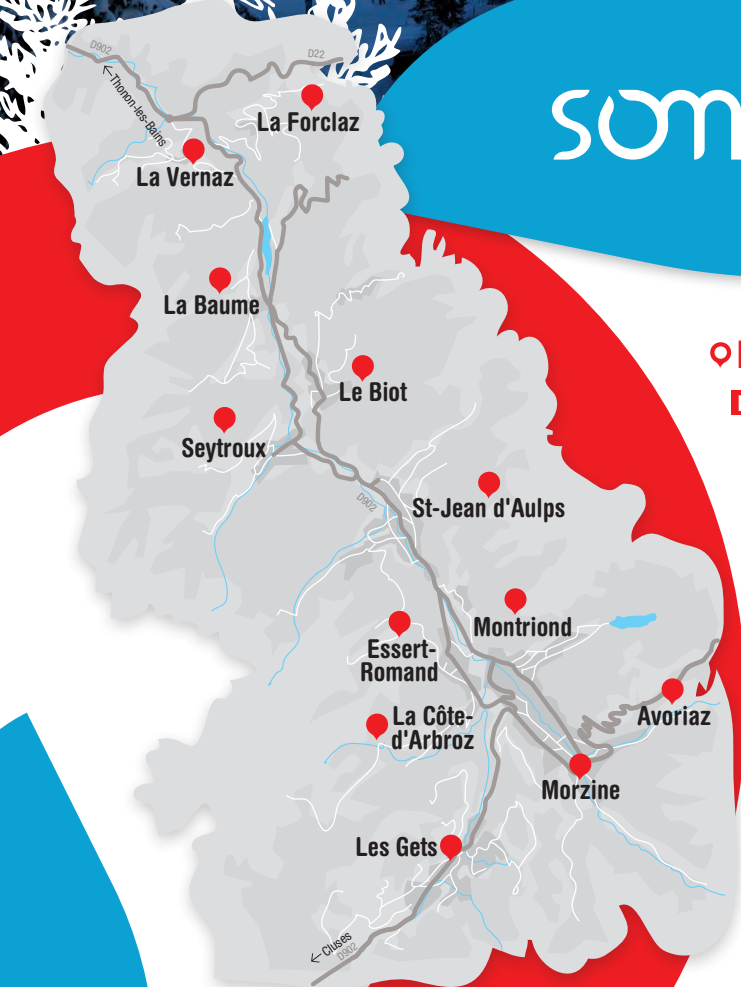 D902
D22
←Thonon-les-Bains
La Forclaz
La Vernaz
La Baume
Le Biot
Seytroux
D902
St-Jean d'Aulps
Montriond
Essert-
Romand
La Côte-
d'Arbroz
Avoriaz
Morzine
Les Gets
←Cluses
D902